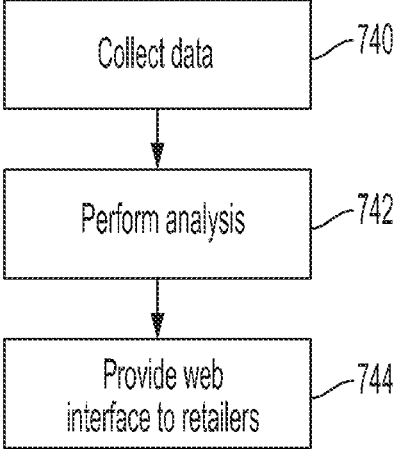 Collect data
740
Perform analysis
742
Provide web
interface to retailers
744